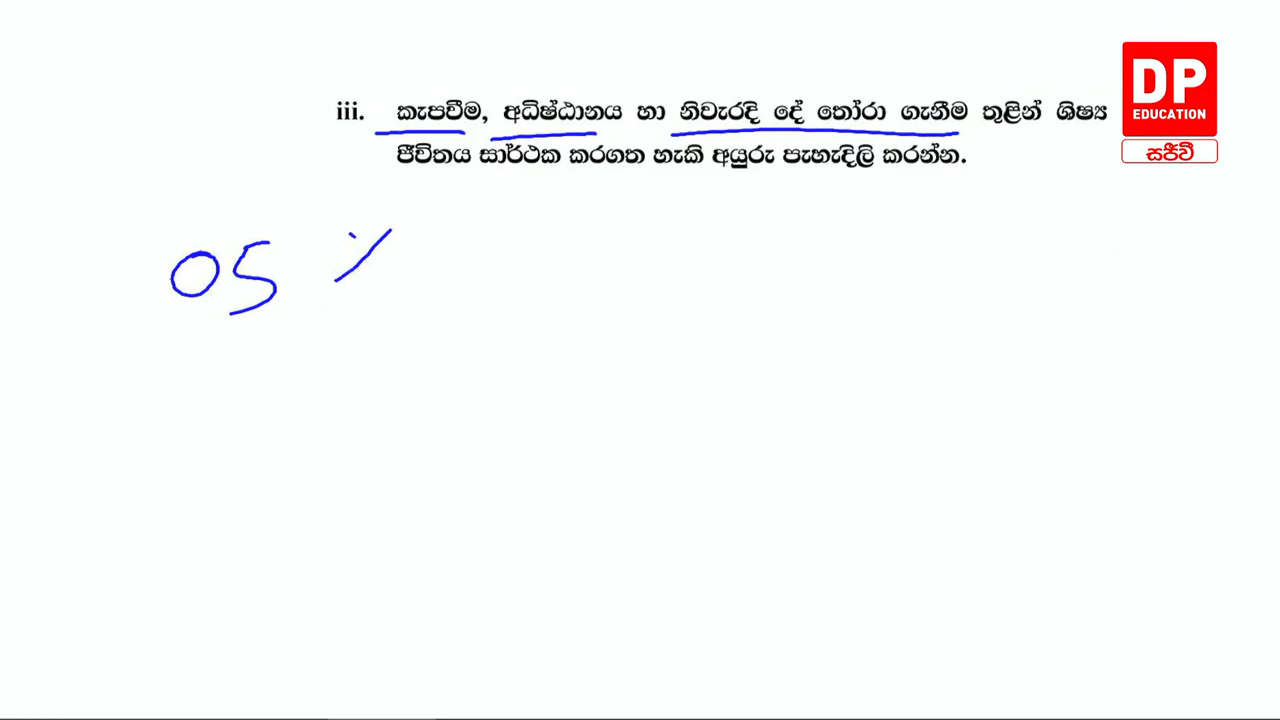 DP
EDUCATION
සජීවී
iii. කැපවීම, අධිෂ්ඨානය හා නිවැරදි දේ තෝරා ගැනීම තුළින් ශිෂ්‍ය
ජීවිතය සාර්ථක කරගත හැකි අයුරු පැහැදිලි කරන්න.
05